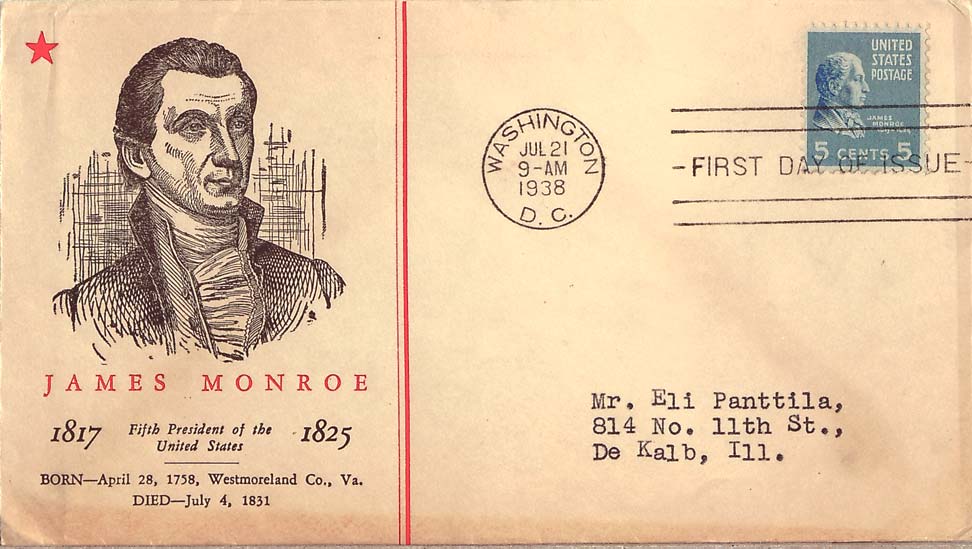 JAMES MONROE
1817 Fifth President of the United States 1825
BORN—April 28, 1758, Westmoreland Co., Va.
DIED—July 4, 1831
WASHINGTON
JUL 21
9-AM
1938
D. C.
UNITED
STATES
POSTAGE
JAMES
MONROE
5 CENTS 5
-FIRST DAY OF ISSUE-
Mr. Eli Panttila,
814 No. 11th St.,
De Kalb, Ill.